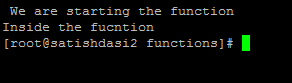 We are starting the function
Inside the fucntion
[root@satishdasi2 functions]#